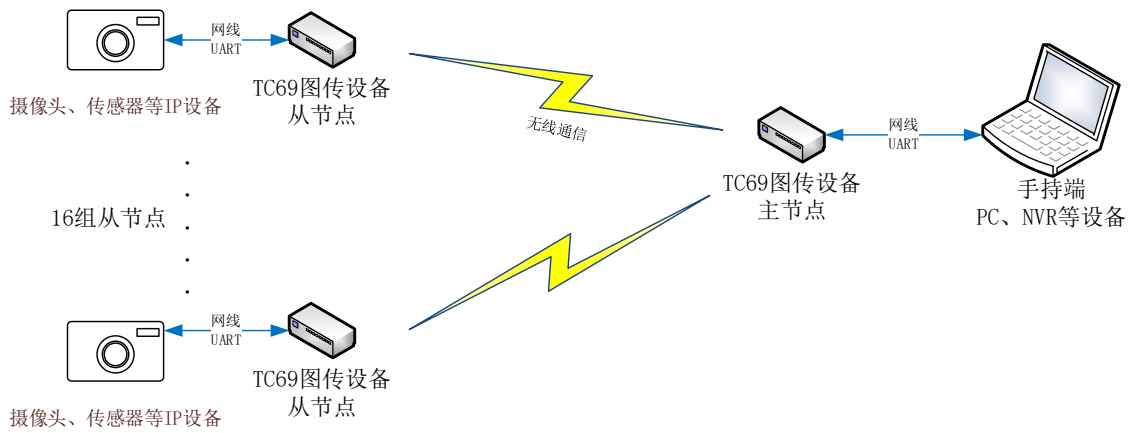 网线
UART
TC69图传设备
从节点
摄像头、传感器等IP设备
无线通信
网线
UART
TC69图传设备
主节点
手持端
PC、NVR等设备
16组从节点
网线
UART
TC69图传设备
从节点
摄像头、传感器等IP设备